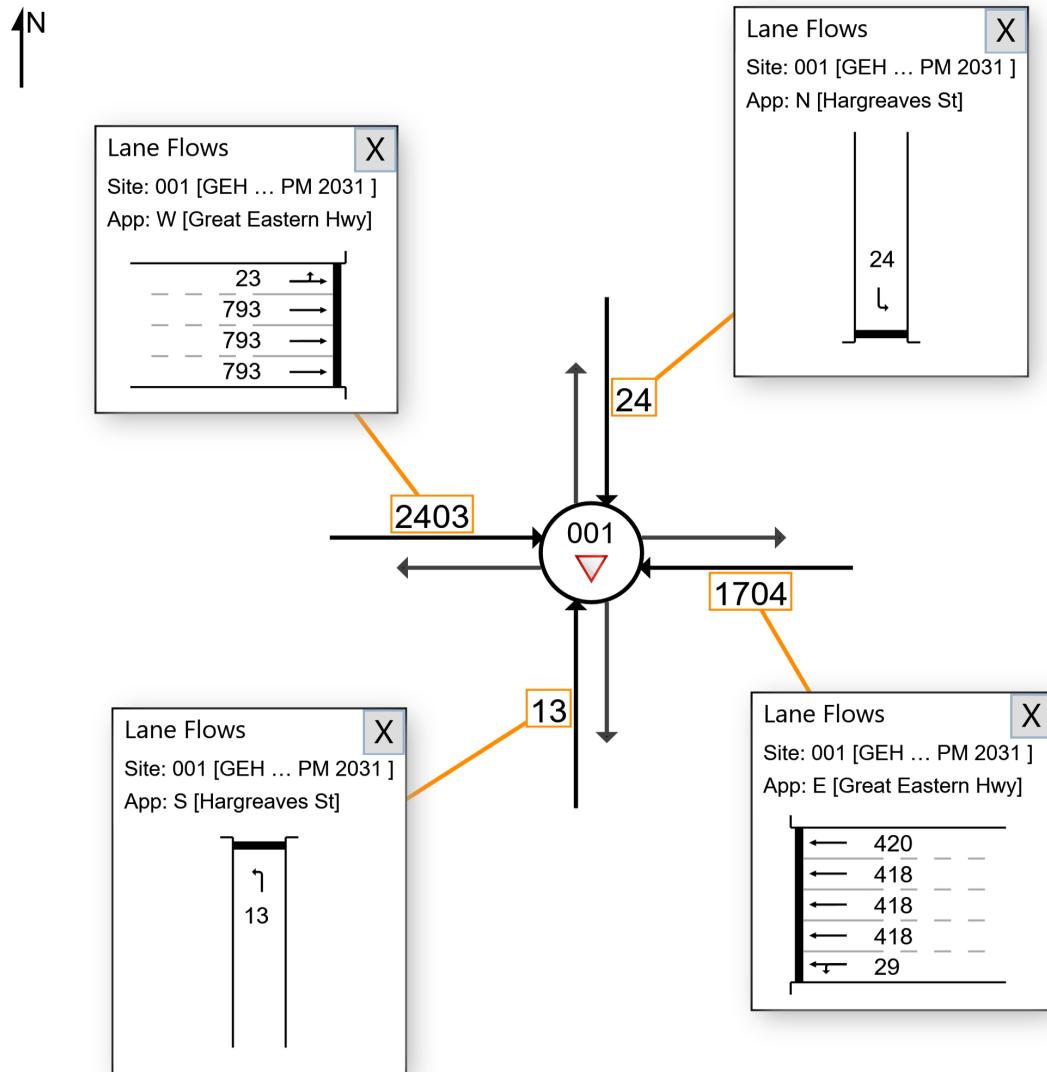 N
Lane Flows
X
Site: 001 [GEH ... PM 2031 ]
App: N [Hargreaves St]
24
Lane Flows
X
Site: 001 [GEH ... PM 2031 ]
App: W [Great Eastern Hwy]
23
793
793
793
24
2403
001
1704
13
Lane Flows
X
Site: 001 [GEH ... PM 2031 ]
App: S [Hargreaves St]
13
Lane Flows
X
Site: 001 [GEH ... PM 2031 ]
App: E [Great Eastern Hwy]
420
418
418
418
29